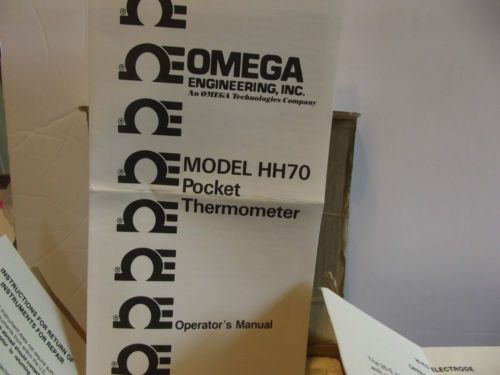 OMEGA
ENGINEERING, INC.
An OMEGA Technologies Company
MODEL HH70
Pocket
Thermometer
Operator's Manual
INSTRUCTIONS FOR RETURN OF
INSTRUMENTS FOR REPAIR
ELECTRODE